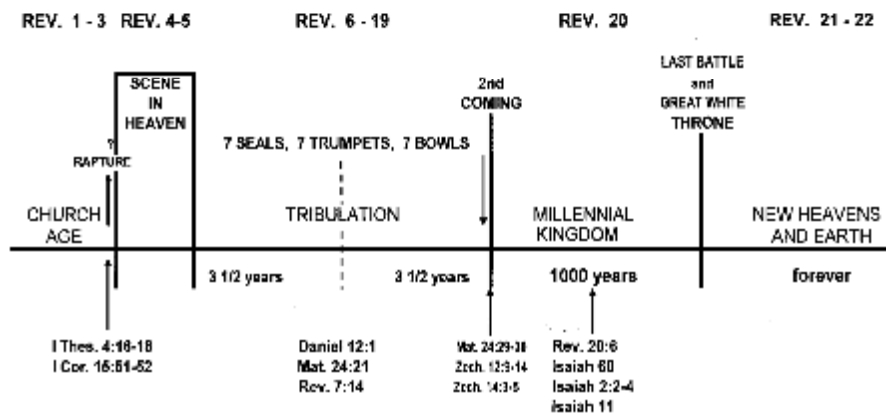 REV. 1 - 3 REV. 4-5 REV. 6 - 19 REV. 20 REV. 21 - 22
SCENE
IN
HEAVEN
2nd
COMING
LAST BATTLE
and
GREAT WHITE
THRONE
?
RAPTURE
7 SEALS, 7 TRUMPETS, 7 BOWLS
CHURCH
AGE
TRIBULATION
MILLENNIAL
KINGDOM
NEW HEAVENS
AND EARTH
3 1/2 years 3 1/2 years 1000 years forever
I Thes. 4:16-18
I Cor. 15:51-52
Daniel 12:1
Mat. 24:21
Rev. 7:14
Mat. 24:29-
Zech. 12:9-14
Zech. 14:3-5
Rev. 20:6
Isaiah 60
Isaiah 2:2-4
Isaiah 11